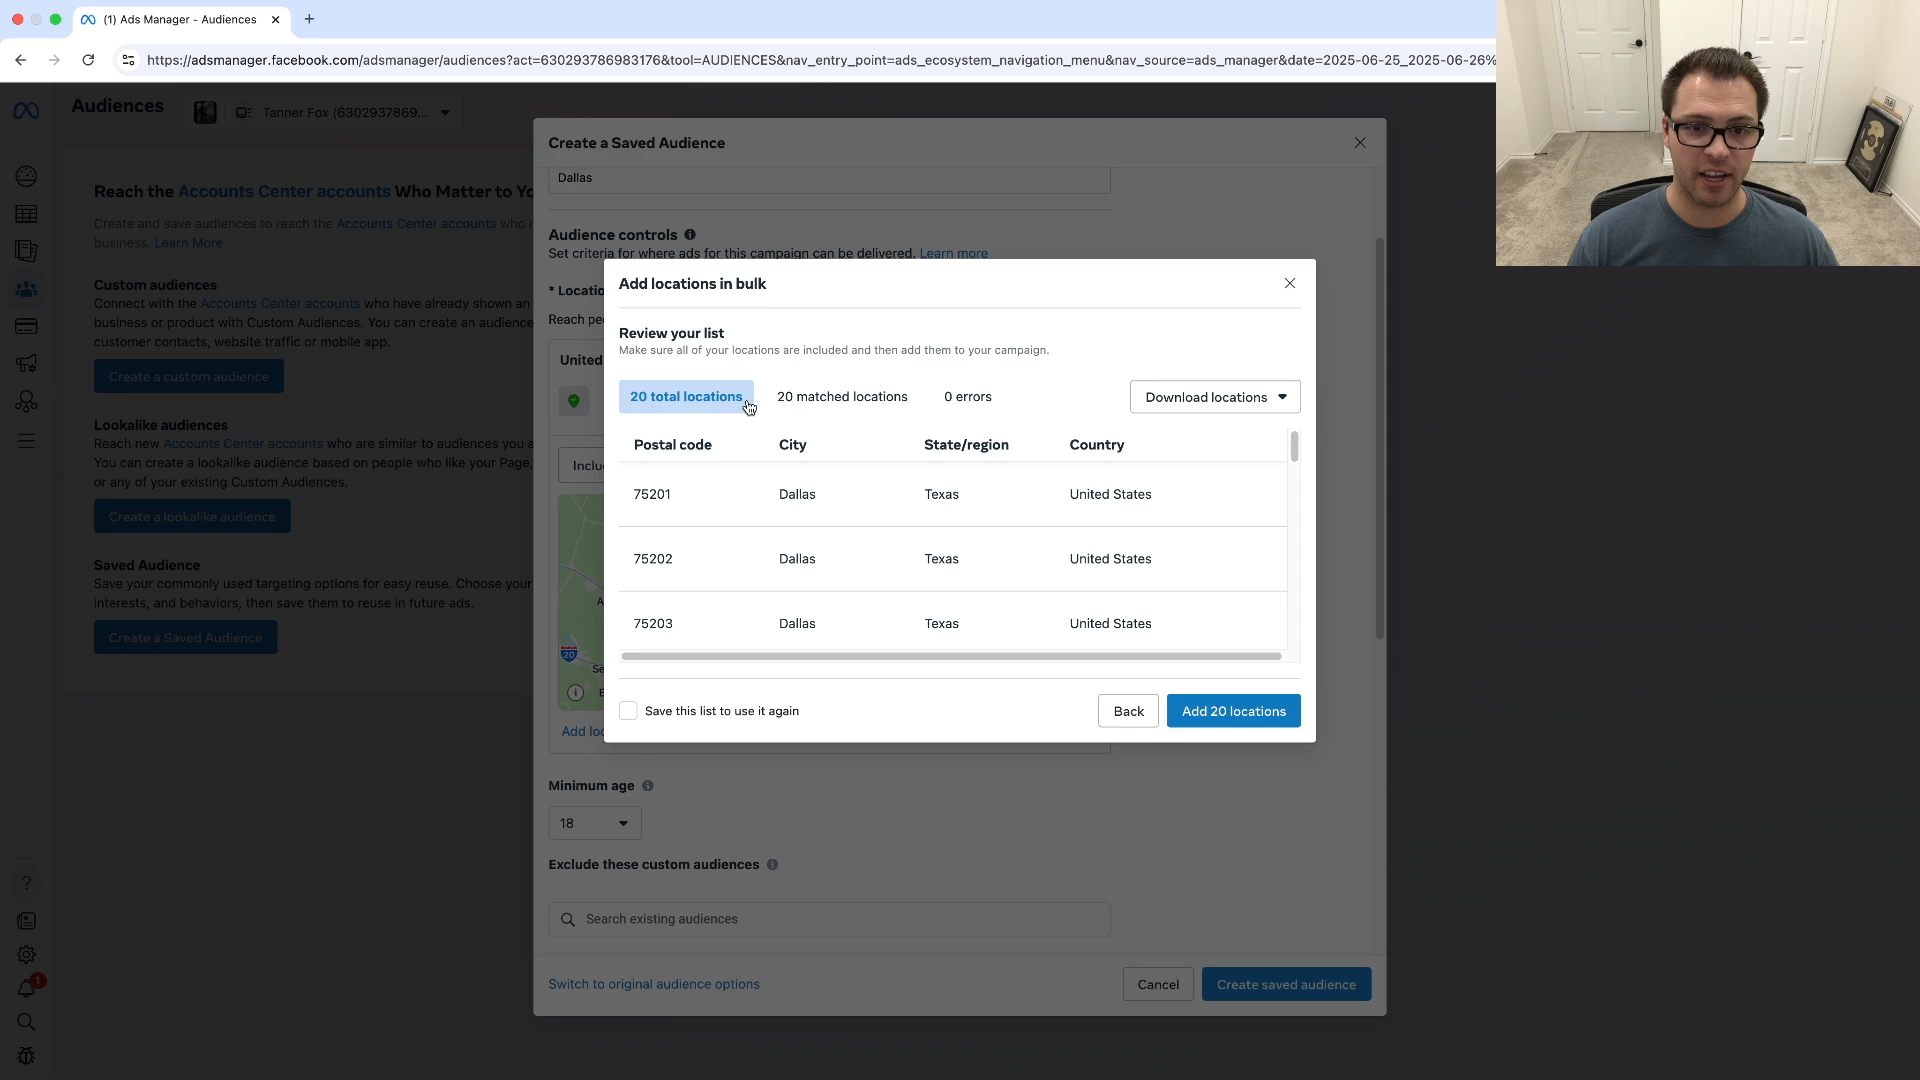 (1) Ads Manager - Audiences
https://adsmanager.facebook.com/adsmanager/audiences?act=630293786983176&tool=AUDIENCES&nav_entry_point=ads_ecosystem_navigation_menu&nav_source=ads_manager&date=2025-06-25_2025-06-26%
Audiences
Tanner Fox (6302937869...
Reach the Accounts Center accounts Who Matter to Yo
Create and save audiences to reach the Accounts Center accounts who
business. Learn More
Custom audiences
Connect with the Accounts Center accounts who have already shown an
business or product with Custom Audiences. You can create an audience
customer contacts, website traffic or mobile app.
Create a custom audience
Lookalike audiences
Reach new Accounts Center accounts who are similar to audiences you a
You can create a lookalike audience based on people who like your Page,
or any of your existing Custom Audiences.
Create a lookalike audience
Saved Audience
Save your commonly used targeting options for easy reuse. Choose your
interests, and behaviors, then save them to reuse in future ads.
Create a Saved Audience
1
Create a Saved Audience
Dallas
Audience controls
Set criteria for where ads for this campaign can be delivered. Learn more
* Locatio
Reach pe
United
Inclu
A
20
Se
Add loc
Add locations in bulk
Review your list
Make sure all of your locations are included and then add them to your campaign.
20 total locations 20 matched locations 0 errors Download locations
Postal code City State/region Country
75201 Dallas Texas United States
75202 Dallas Texas United States
75203 Dallas Texas United States
Save this list to use it again
Back
Add 20 locations
Minimum age
18
Exclude these custom audiences
Search existing audiences
Switch to original audience options
Cancel
Create saved audience